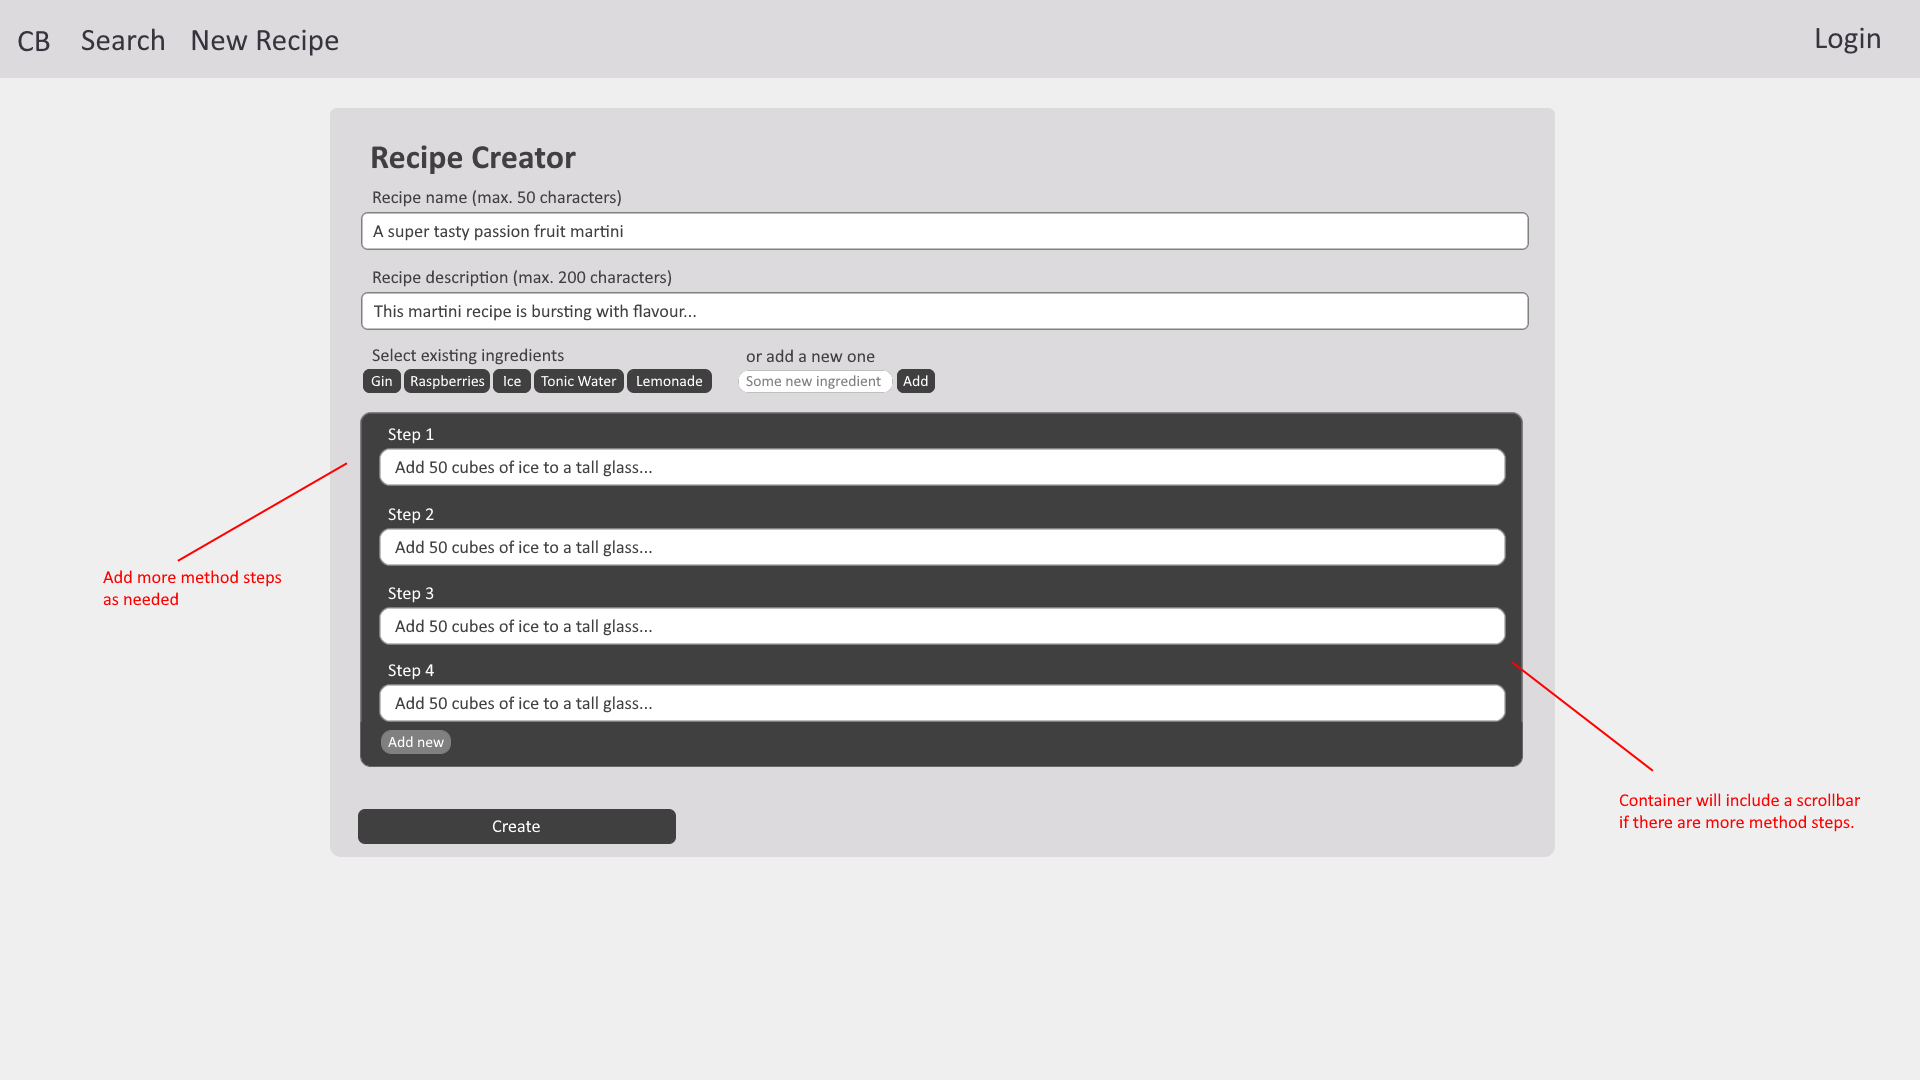 CB Search New Recipe Login
Recipe Creator
Recipe name (max. 50 characters)
A super tasty passion fruit martini
Recipe description (max. 200 characters)
This martini recipe is bursting with flavour...
Select existing ingredients or add a new one
Gin Raspberries Ice Tonic Water Lemonade Some new ingredient Add
Step 1
Add 50 cubes of ice to a tall glass...
Step 2
Add 50 cubes of ice to a tall glass...
Step 3
Add 50 cubes of ice to a tall glass...
Step 4
Add 50 cubes of ice to a tall glass...
Add new
Create
Add more method steps
as needed
Container will include a scrollbar
if there are more method steps.